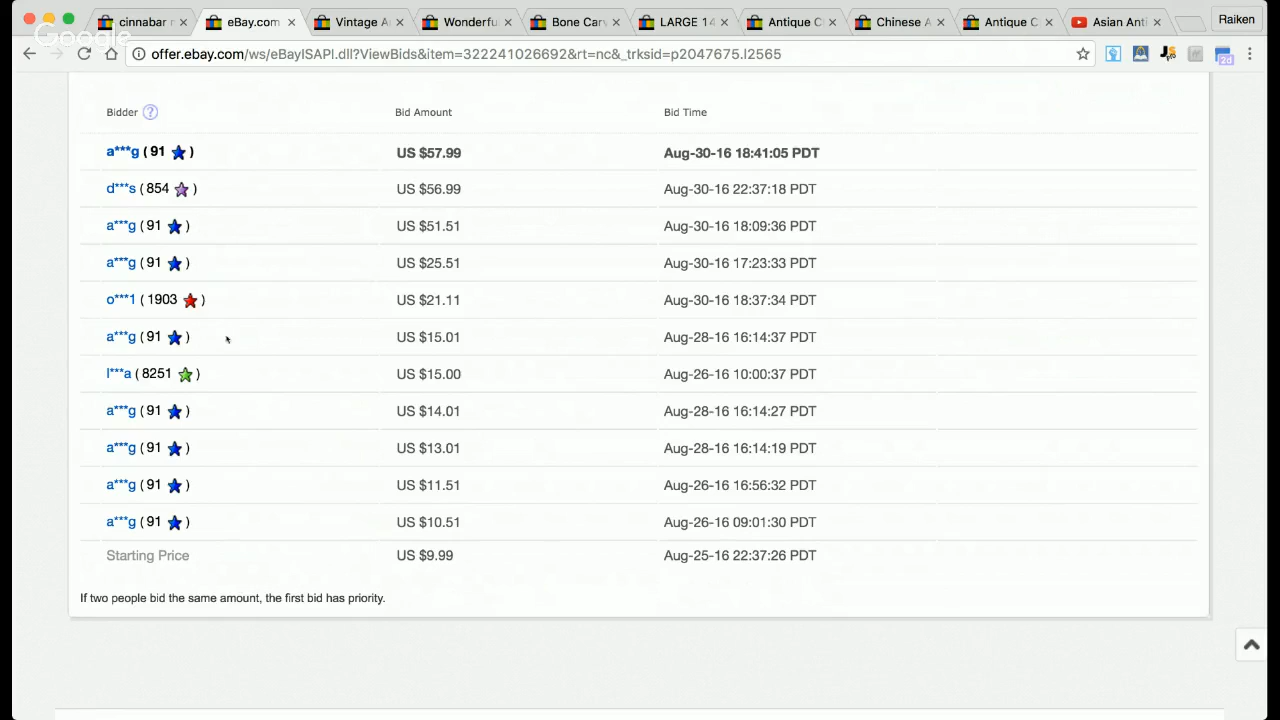 cinnabar r
eBay.com
Vintage A
Wonderfu
Bone Carv
LARGE 14
Antique C
Chinese A
Antique C
Asian Anti
Raiken
Google
offer.ebay.com/ws/eBayISAPI.dll?ViewBids&item=322241026692&rt=nc&_trksid=p2047675.l2565
2d
Bidder ? Bid Amount Bid Time
a***g ( 91 ) US $57.99 Aug-30-16 18:41:05 PDT
d***s ( 854 ) US $56.99 Aug-30-16 22:37:18 PDT
a***g ( 91 ) US $51.51 Aug-30-16 18:09:36 PDT
a***g ( 91 ) US $25.51 Aug-30-16 17:23:33 PDT
o***1 ( 1903 ) US $21.11 Aug-30-16 18:37:34 PDT
a***g ( 91 ) US $15.01 Aug-28-16 16:14:37 PDT
l***a ( 8251 ) US $15.00 Aug-26-16 10:00:37 PDT
a***g ( 91 ) US $14.01 Aug-28-16 16:14:27 PDT
a***g ( 91 ) US $13.01 Aug-28-16 16:14:19 PDT
a***g ( 91 ) US $11.51 Aug-26-16 16:56:32 PDT
a***g ( 91 ) US $10.51 Aug-26-16 09:01:30 PDT
Starting Price US $9.99 Aug-25-16 22:37:26 PDT
If two people bid the same amount, the first bid has priority.